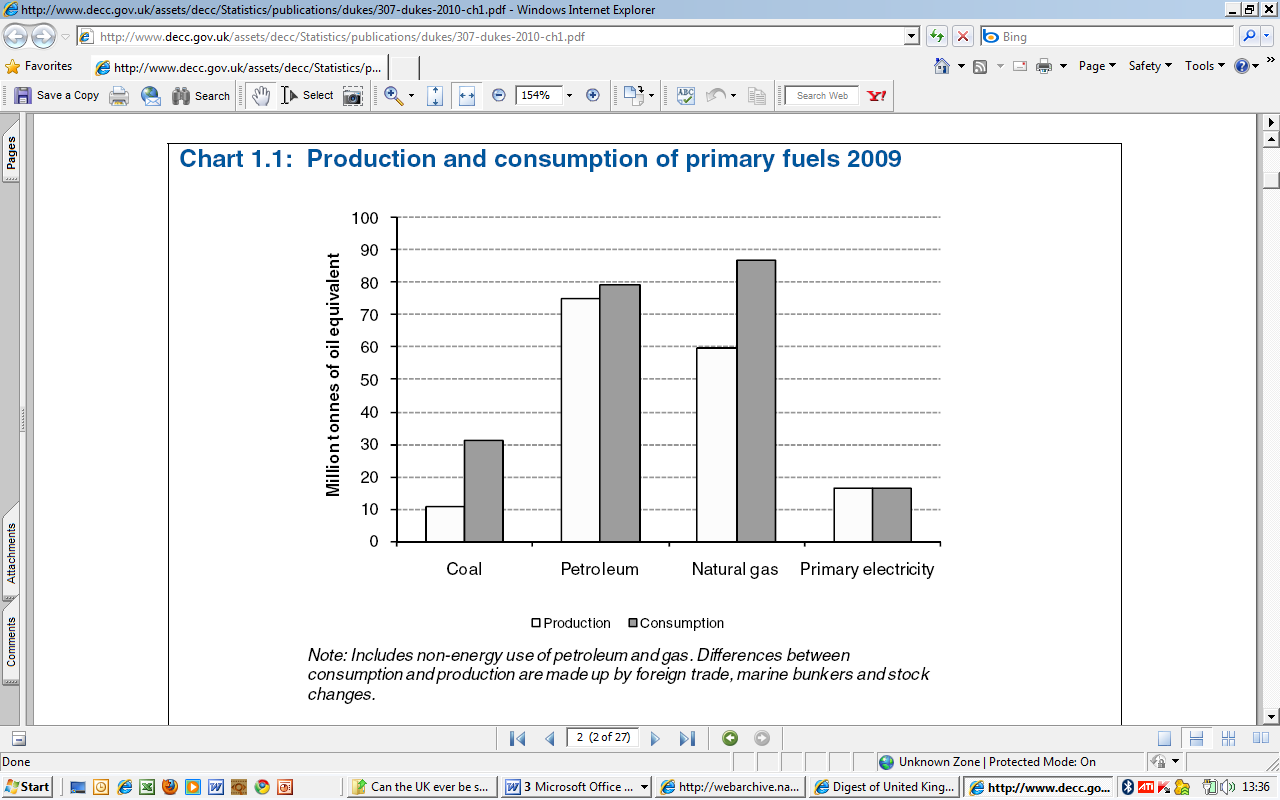 http://www.decc.gov.uk/assets/decc/Statistics/publications/dukes/307-dukes-2010-ch1.pdf - Windows Internet Explorer
http://www.decc.gov.uk/assets/decc/Statistics/publications/dukes/307-dukes-2010-ch1.pdf
Bing
Favorites
http://www.decc.gov.uk/assets/decc/Statistics/p...
Page
Safety
Tools
»
Save a Copy
Search
Select
154%
ABC
Search Web
Y!
Pages
Attachments
Comments
Chart 1.1: Production and consumption of primary fuels 2009
Million tonnes of oil equivalent
100
90
80
70
60
50
40
30
20
10
0
Coal
Petroleum
Natural gas
Primary electricity
Production
Consumption
Note: Includes non-energy use of petroleum and gas. Differences between
consumption and production are made up by foreign trade, marine bunkers and stock
changes.
2 (2 of 27)
Done
Unknown Zone | Protected Mode: On
Start
Can the UK ever be s...
3 Microsoft Office ...
http://webarchive.na...
Digest of United King...
http://www.decc.go...
ATI
13:36